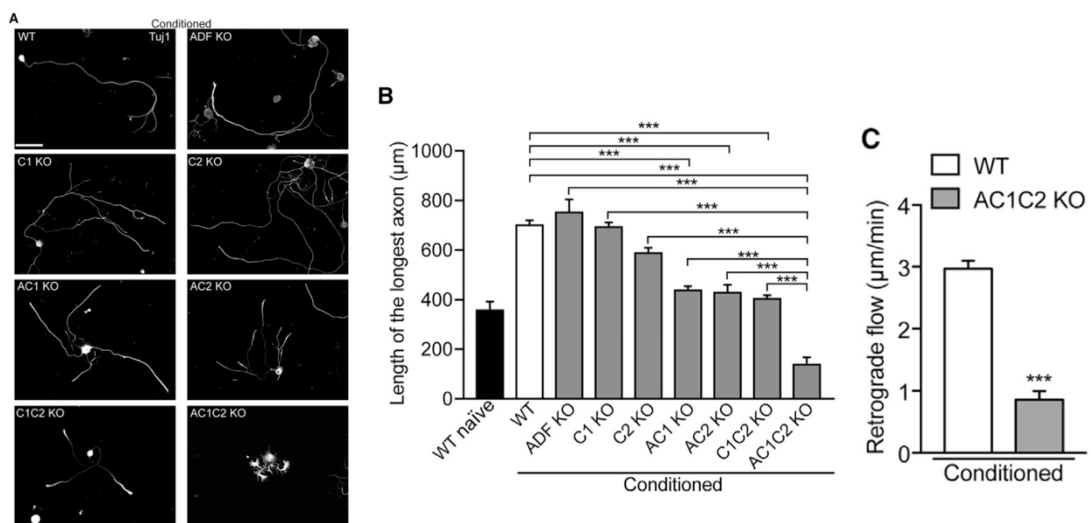 A
Conditioned
WT Tuj1
ADF KO
C1 KO
C2 KO
AC1 KO
AC2 KO
C1C2 KO
AC1C2 KO
B
Length of the longest axon (µm)
1000
800
600
400
200
0
***
***
***
***
***
***
***
***
***
***
WT naïve
WT
ADF KO
C1 KO
C2 KO
AC1 KO
AC2 KO
C1C2 KO
AC1C2 KO
Conditioned
C
WT
AC1C2 KO
Retrograde flow (µm/min)
4
3
2
1
0
***
Conditioned